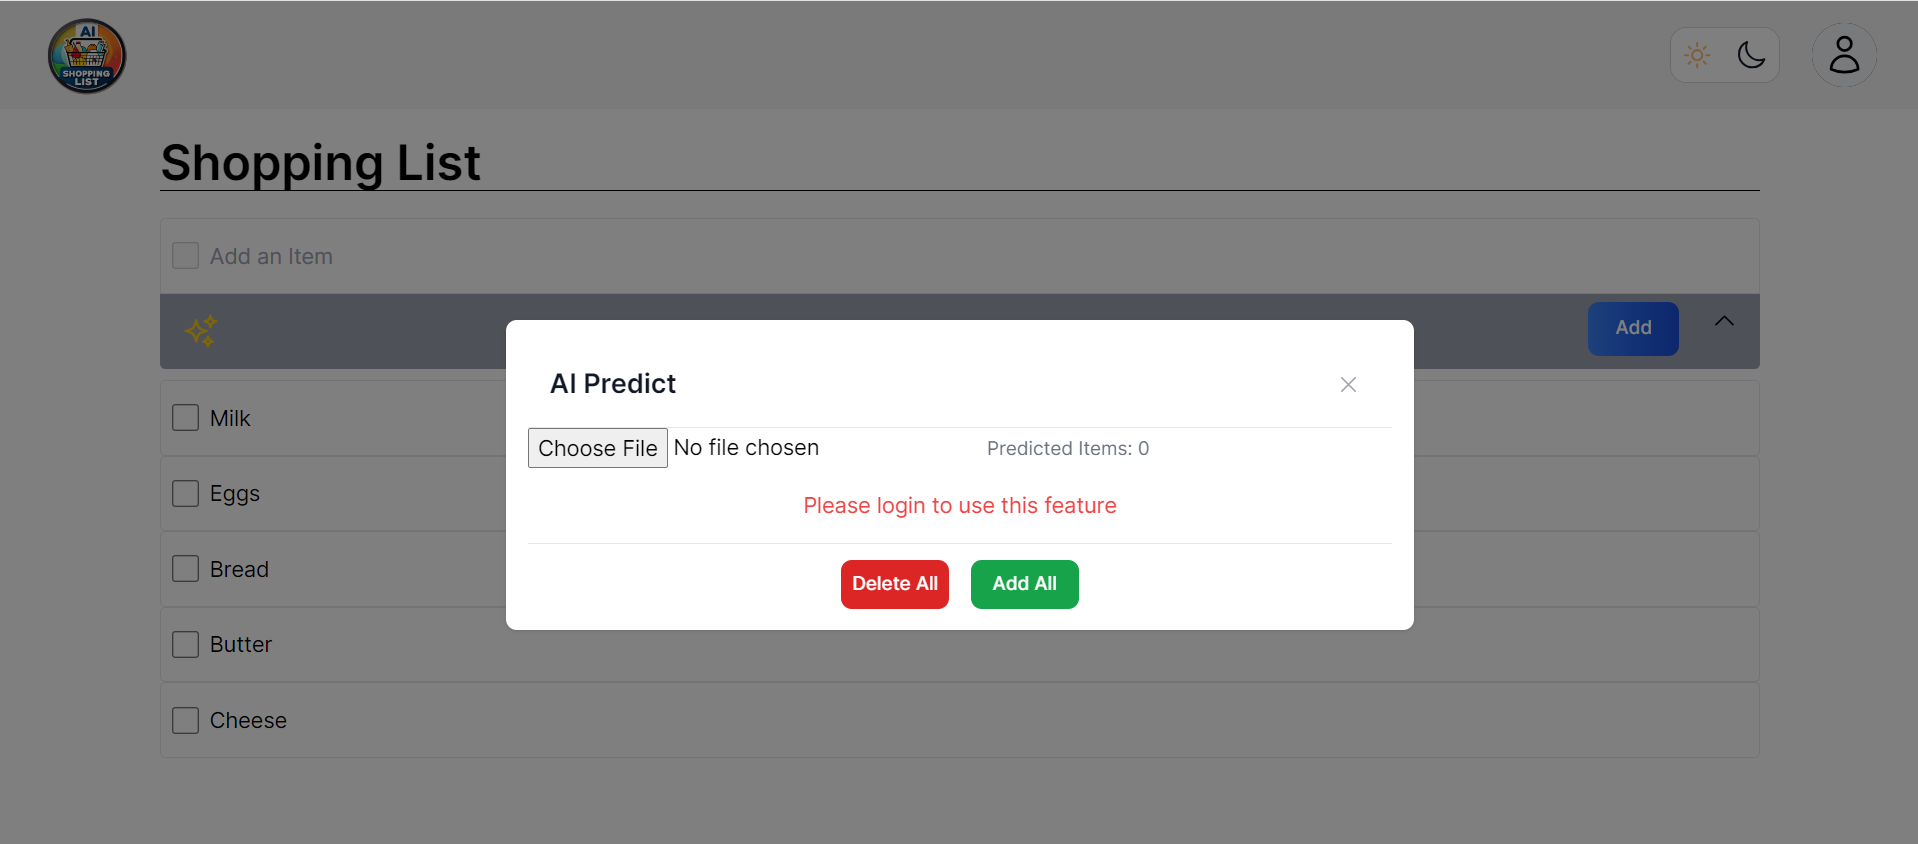 AI
SHOPPING
LIST
Shopping List
Add an Item
Add
AI Predict
Choose File No file chosen
Predicted Items: 0
Please login to use this feature
Delete All
Add All
Milk
Eggs
Bread
Butter
Cheese